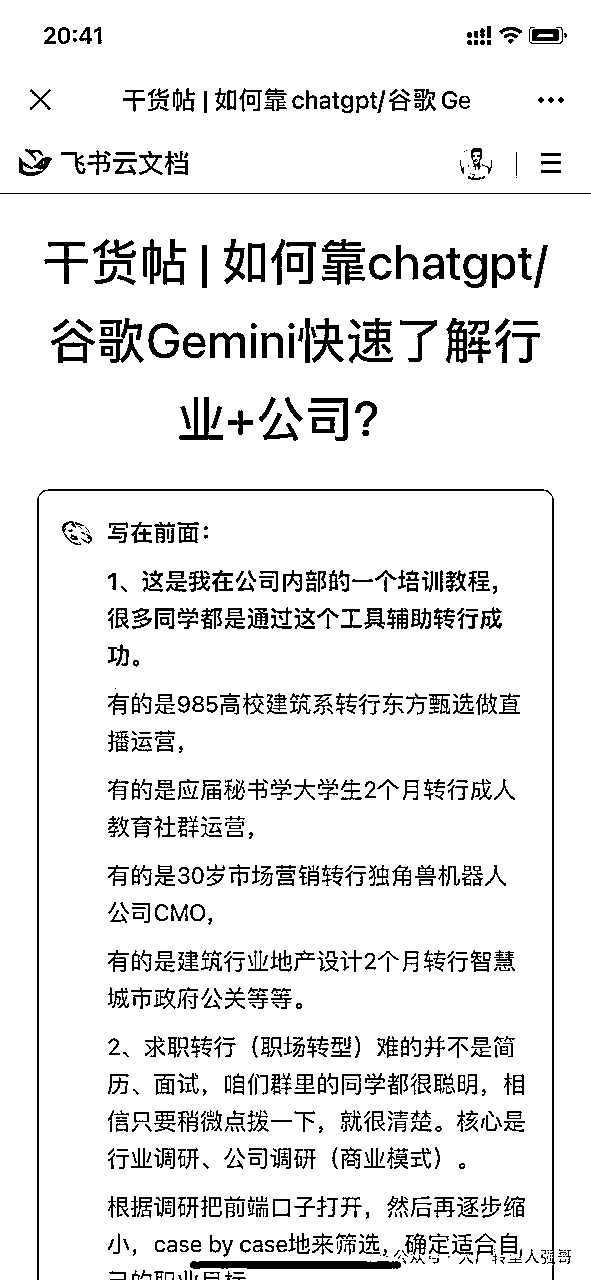 20:41
干货帖 | 如何靠chatgpt/谷歌Ge
飞书云文档
干货帖 | 如何靠chatgpt/
谷歌Gemini快速了解行
业+公司?
写在前面：
1、这是我在公司内部的一个培训教程，
很多同学都是通过这个工具辅助转行成
功。
有的是985高校建筑系转行东方甄选做直
播运营，
有的是应届秘书学大学生2个月转行成人
教育社群运营，
有的是30岁市场营销转行独角兽机器人
公司CMO，
有的是建筑行业地产设计2个月转行智慧
城市政府公关等等。
2、求职转行（职场转型）难的并不是简
历、面试，咱们群里的同学都很聪明，相
信只要稍微点拨一下，就很清楚。核心是
行业调研、公司调研（商业模式）。
根据调研把前端口子打开，然后再逐步缩
小，case by case地来筛选，确定适合自
公众号·大厂转型人强哥